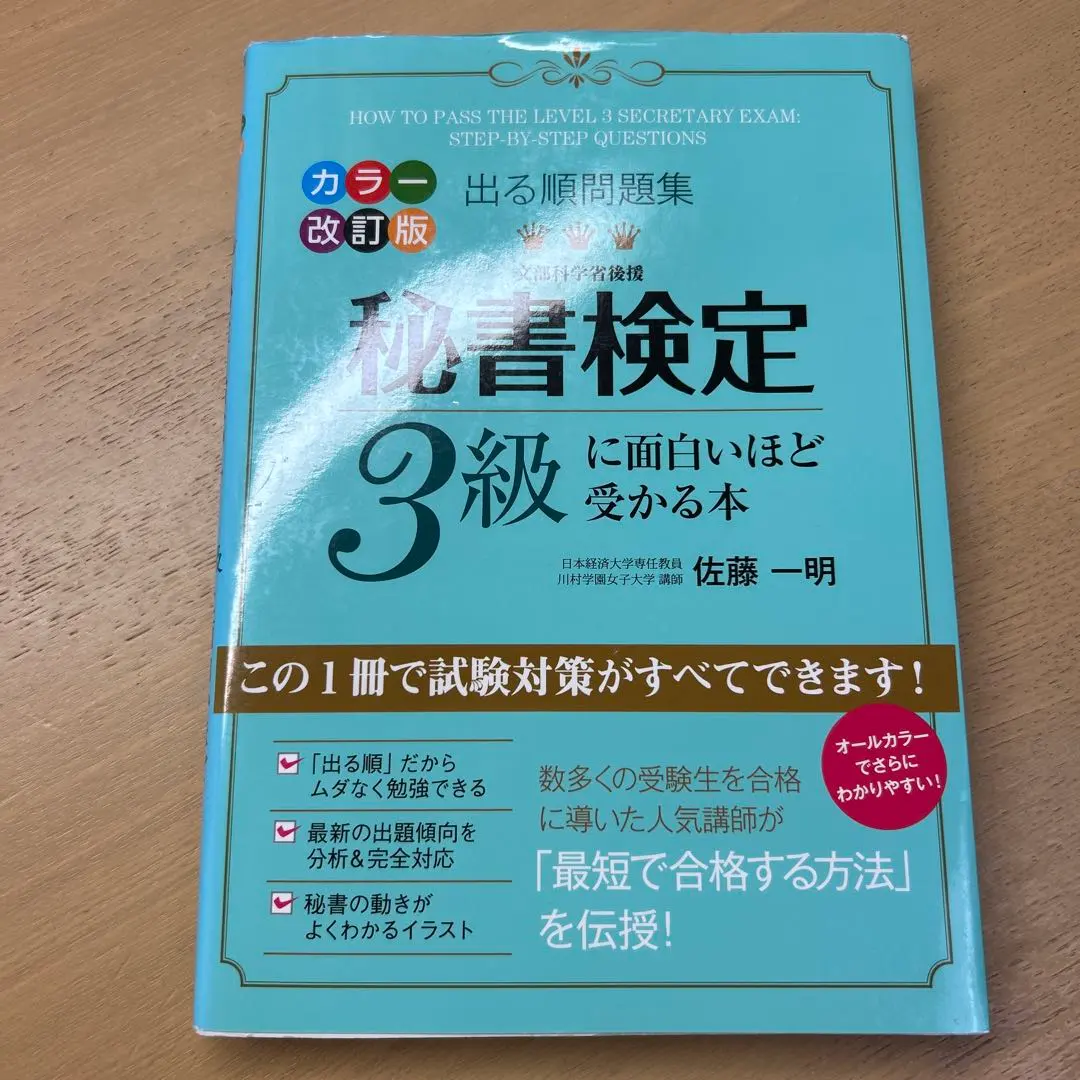 HOW TO PASS THE LEVEL 3 SECRETARY EXAM:
STEP-BY-STEP QUESTIONS
カラー
改訂版
出る順問題集
文部科学省後援
秘書検定
3級
に面白いほど
受かる本
日本経済大学専任教員
川村学園女子大学 講師
佐藤 一明
この1冊で試験対策がすべてできます!
オールカラー
でさらに
わかりやすい!
「出る順」だから
ムダなく勉強できる
最新の出題傾向を
分析&完全対応
秘書の動きが
よくわかるイラスト
数多くの受験生を合格
に導いた人気講師が
「最短で合格する方法」
を伝授!